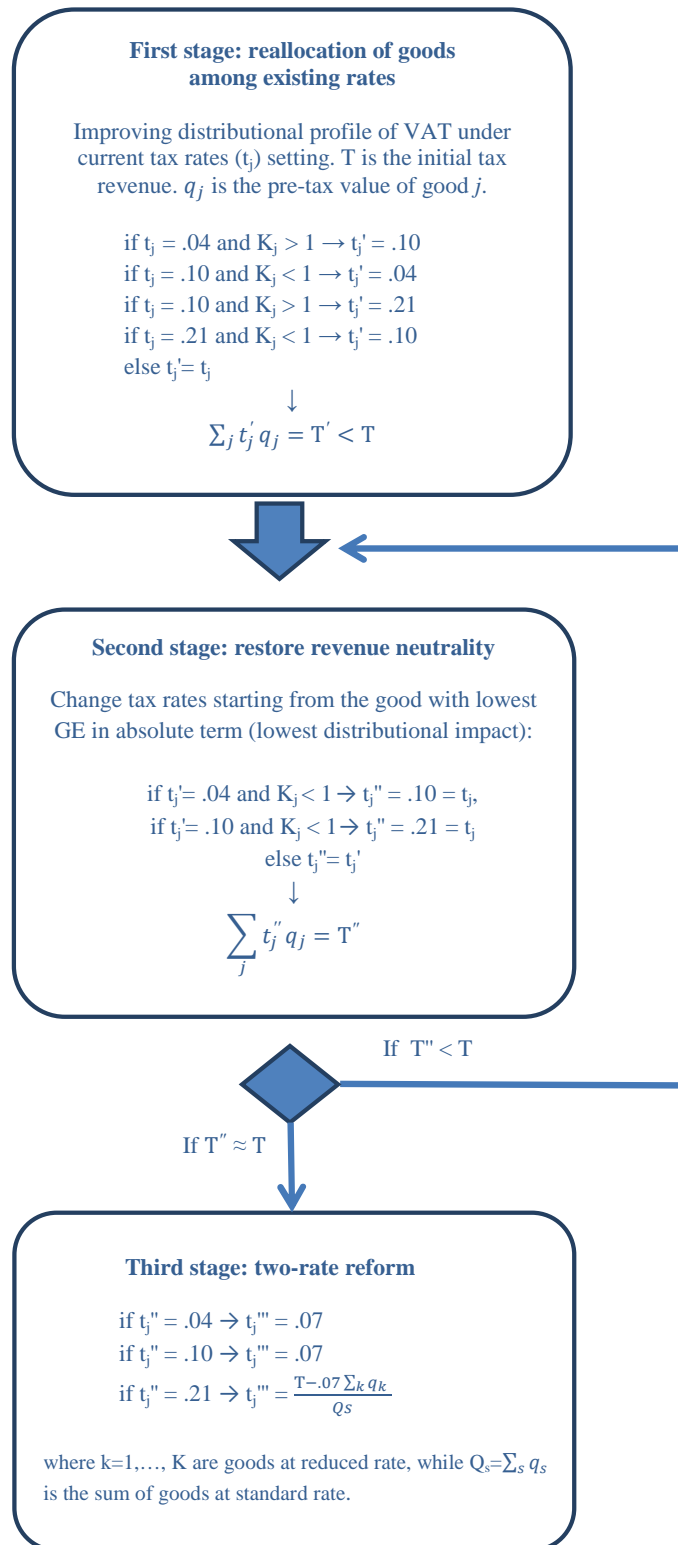 First stage: reallocation of goods
among existing rates
Improving distributional profile of VAT under
current tax rates (tⱼ) setting. T is the initial tax
revenue. qⱼ is the pre-tax value of good j.
if tⱼ = .04 and Kⱼ > 1 → tⱼ' = .10
if tⱼ = .10 and Kⱼ < 1 → tⱼ' = .04
if tⱼ = .10 and Kⱼ > 1 → tⱼ' = .21
if tⱼ = .21 and Kⱼ < 1 → tⱼ' = .10
else tⱼ'= tⱼ
↓
∑ⱼ tⱼ′ qⱼ = T′ < T
Second stage: restore revenue neutrality
Change tax rates starting from the good with lowest
GE in absolute term (lowest distributional impact):
if tⱼ'= .04 and Kⱼ < 1 → tⱼ" = .10 = tⱼ,
if tⱼ'= .10 and Kⱼ < 1→ tⱼ" = .21 = tⱼ
else tⱼ"= tⱼ'
↓
∑ⱼ tⱼ″ qⱼ = T″
If T" < T
If T″ ≈ T
Third stage: two-rate reform
if tⱼ" = .04 → tⱼ"' = .07
if tⱼ" = .10 → tⱼ"' = .07
if tⱼ" = .21 → tⱼ"' = (T−.07 ∑ₖ qₖ)/Qs
where k=1,…, K are goods at reduced rate, while Qₛ=∑ₛ qₛ
is the sum of goods at standard rate.